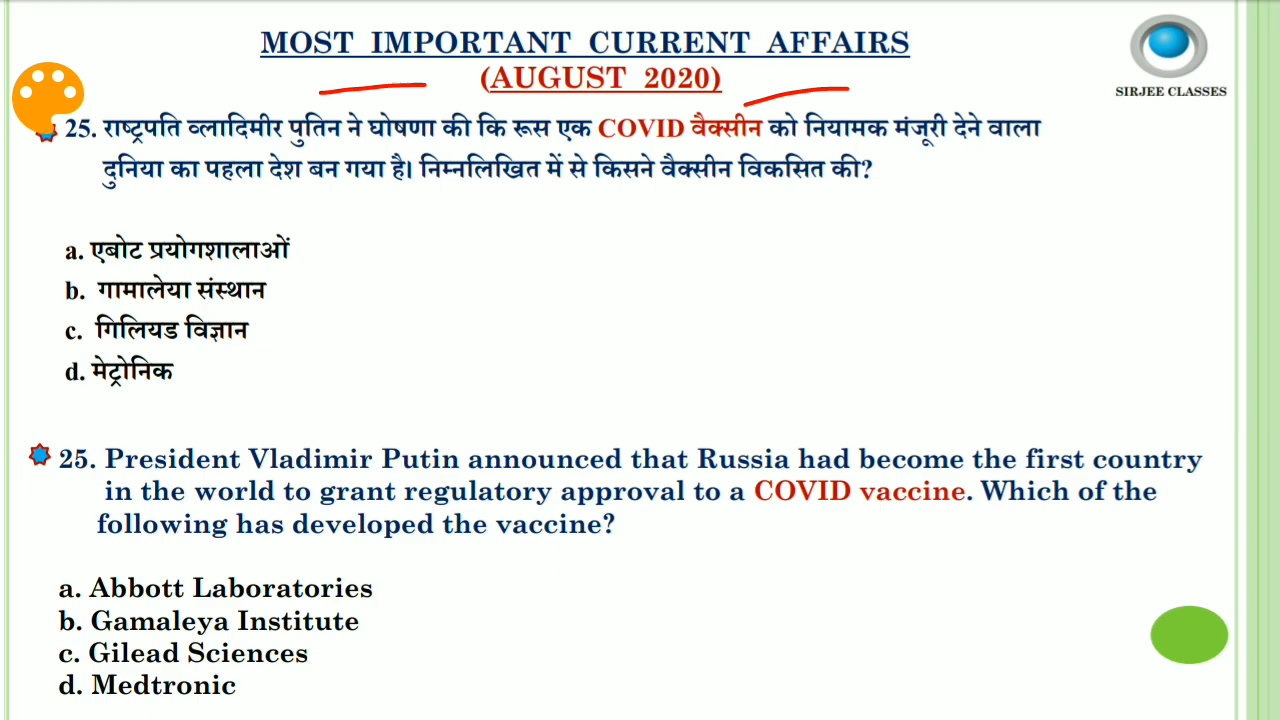 MOST IMPORTANT CURRENT AFFAIRS
(AUGUST 2020)
SIRJEE CLASSES
25. राष्ट्रपति व्लादिमीर पुतिन ने घोषणा की कि रूस एक COVID वैक्सीन को नियामक मंजूरी देने वाला
दुनिया का पहला देश बन गया है। निम्नलिखित में से किसने वैक्सीन विकसित की?
a. एबोट प्रयोगशालाओं
b. गामालेया संस्थान
c. गिलियड विज्ञान
d. मेट्रोनिक
25. President Vladimir Putin announced that Russia had become the first country
in the world to grant regulatory approval to a COVID vaccine. Which of the
following has developed the vaccine?
a. Abbott Laboratories
b. Gamaleya Institute
c. Gilead Sciences
d. Medtronic